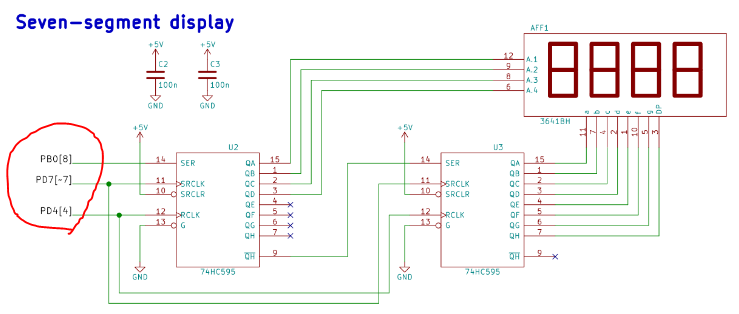 Seven-segment display
AFF1
+5V
+5V
C2
100n
GND
C3
100n
GND
12 A.1
9 A.2
8 A.3
6 A.4
3641BH
a b c d e f g DP
11 7 4 2 1 10 5 3
PB0[8]
PD7[~7]
PD4[4]
+5V
U2
14 SER QA 15
QB 1
11 SRCLK QC 2
10 SRCLR QD 3
QE 4
12 RCLK QF 5
13 G QG 6
QH 7
QH 9
74HC595
GND
+5V
U3
14 SER QA 15
QB 1
11 SRCLK QC 2
10 SRCLR QD 3
QE 4
12 RCLK QF 5
13 G QG 6
QH 7
QH 9
74HC595
GND